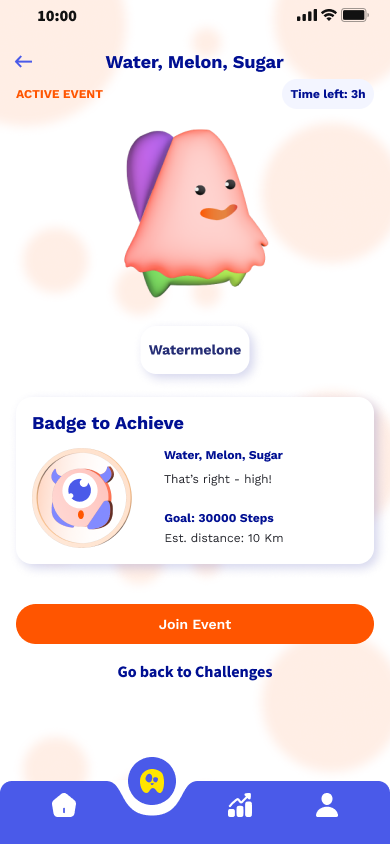 10:00
Water, Melon, Sugar
ACTIVE EVENT
Time left: 3h
Watermelone
Badge to Achieve
Water, Melon, Sugar
That's right - high!
Goal: 30000 Steps
Est. distance: 10 Km
Join Event
Go back to Challenges